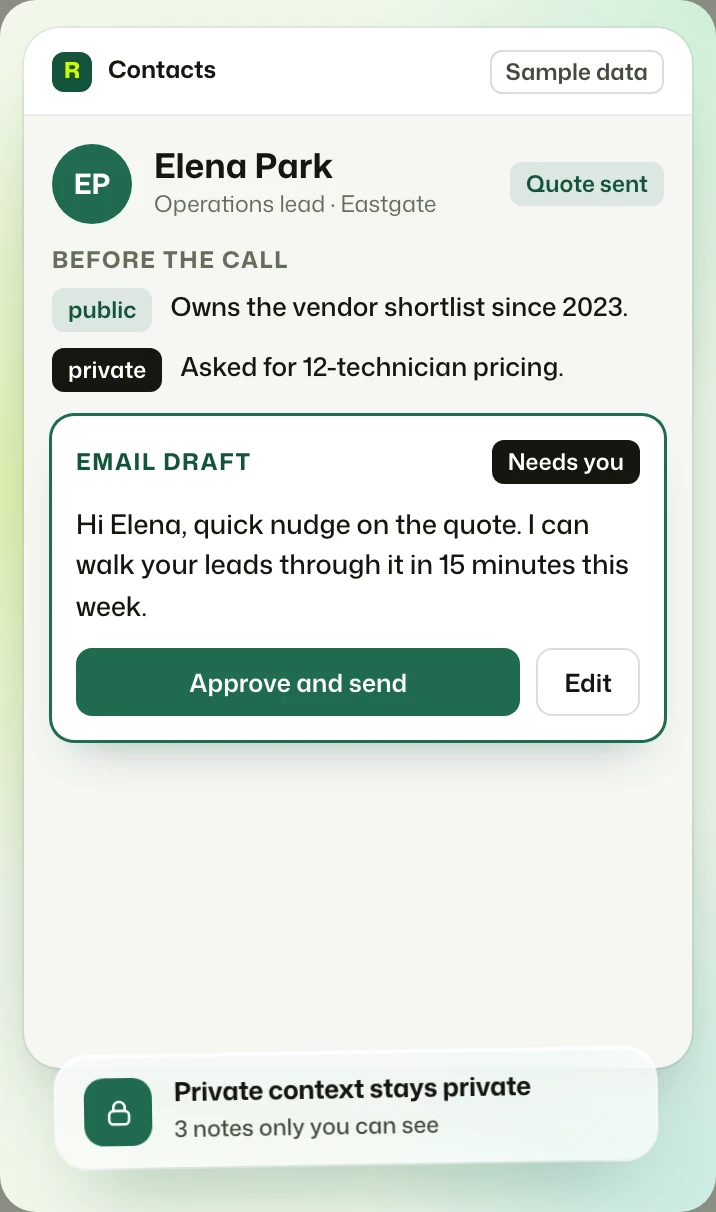 R Contacts
Sample data
EP
Elena Park
Operations lead · Eastgate
Quote sent
BEFORE THE CALL
public Owns the vendor shortlist since 2023.
private Asked for 12-technician pricing.
EMAIL DRAFT
Needs you
Hi Elena, quick nudge on the quote. I can
walk your leads through it in 15 minutes this
week.
Approve and send
Edit
Private context stays private
3 notes only you can see